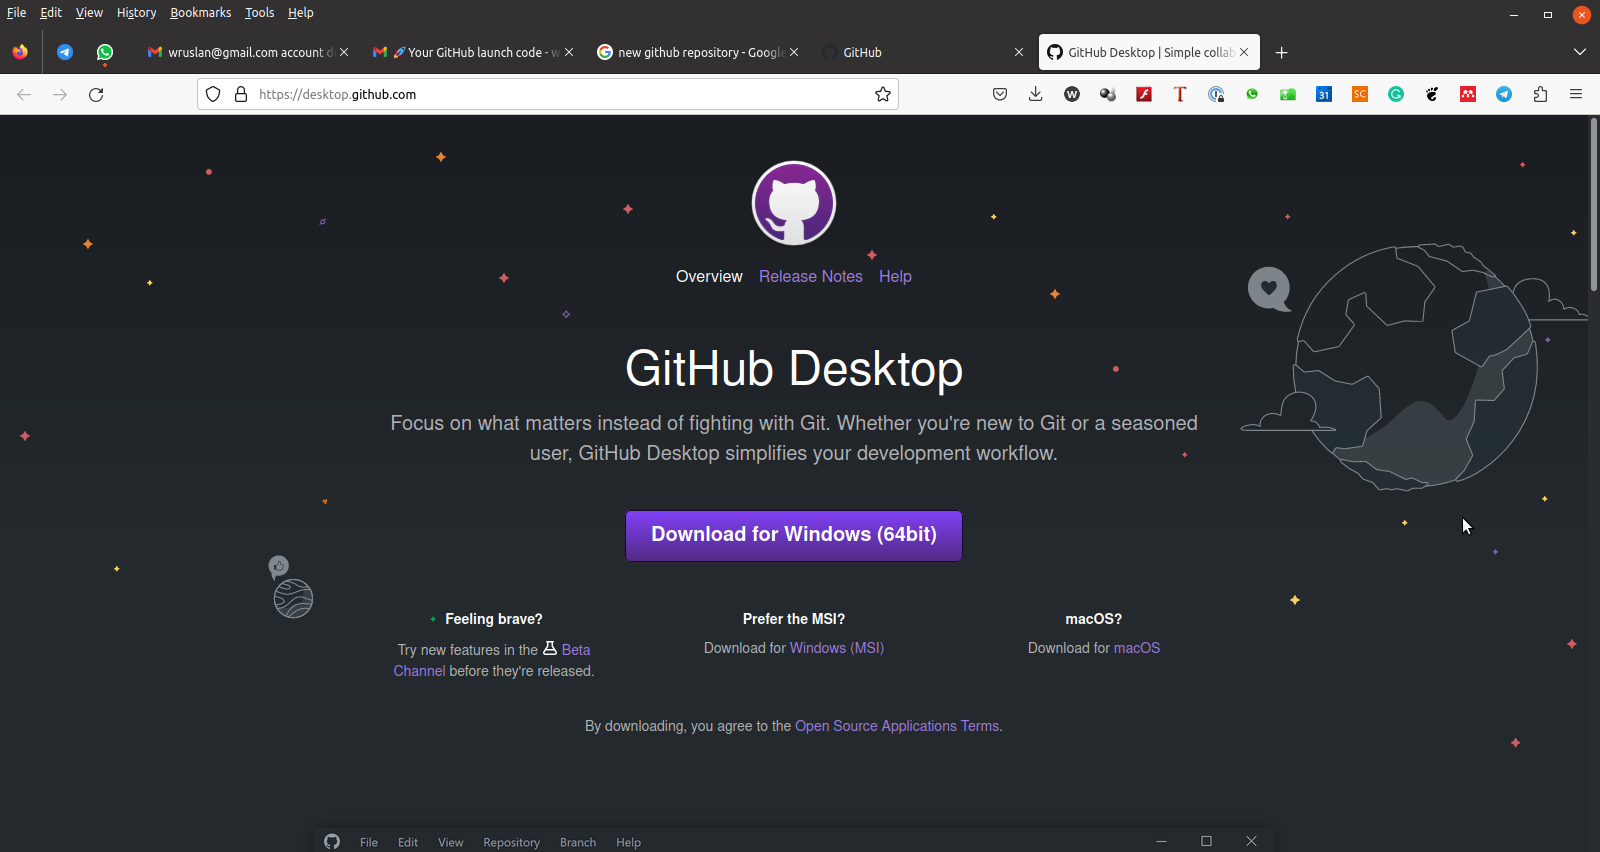 File Edit View History Bookmarks Tools Help
wruslan@gmail.com account d
Your GitHub launch code - w
new github repository - Google
GitHub
GitHub Desktop | Simple collab
https://desktop.github.com
W
T
31
SC
Overview Release Notes Help
GitHub Desktop
Focus on what matters instead of fighting with Git. Whether you're new to Git or a seasoned
user, GitHub Desktop simplifies your development workflow.
Download for Windows (64bit)
Feeling brave?
Try new features in the Beta
Channel before they're released.
Prefer the MSI?
Download for Windows (MSI)
macOS?
Download for macOS
By downloading, you agree to the Open Source Applications Terms.
File Edit View Repository Branch Help